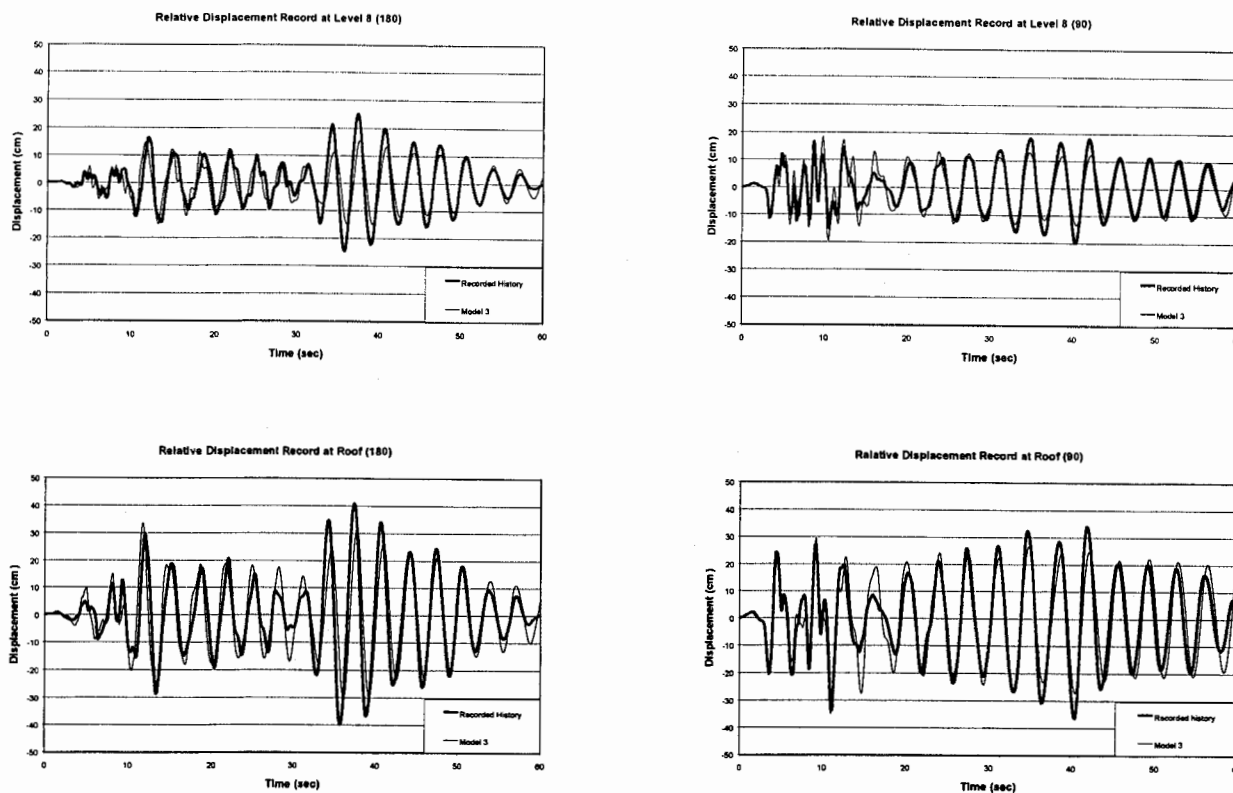 Relative Displacement Record at Level 8 (180)
50
40
30
20
10
0
-10
-20
-30
-40
-50
Displacement (cm)
0 10 20 30 40 50 60
Time (sec)
Recorded History
Model 3
Relative Displacement Record at Level 8 (90)
50
40
30
20
10
0
-10
-20
-30
-40
-50
Displacement (cm)
0 10 20 30 40 50
Time (sec)
Recorded History
Model 3
Relative Displacement Record at Roof (180)
50
40
30
20
10
0
-10
-20
-30
-40
-50
Displacement (cm)
0 10 20 30 40 50 60
Time (sec)
Recorded History
Model 3
Relative Displacement Record at Roof (90)
50
40
30
20
10
0
-10
-20
-30
-40
-50
Displacement (cm)
0 10 20 30 40 50
Time (sec)
Recorded history
Model 3